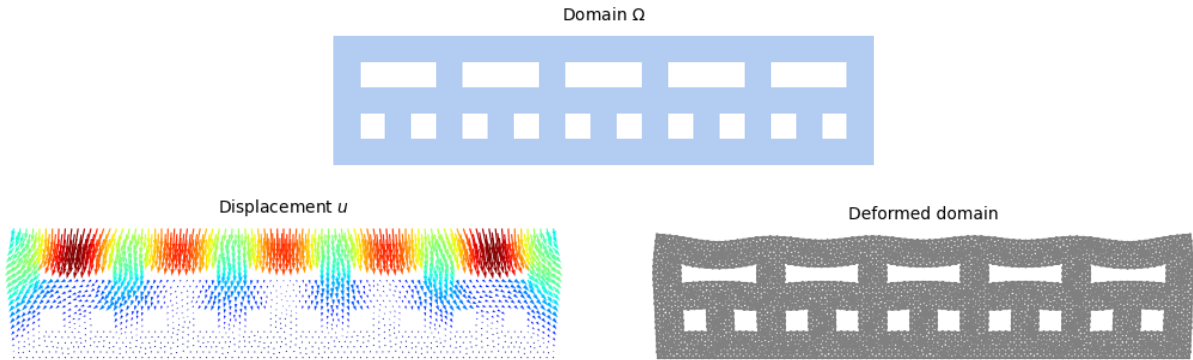 Domain Ω
Displacement u
Deformed domain